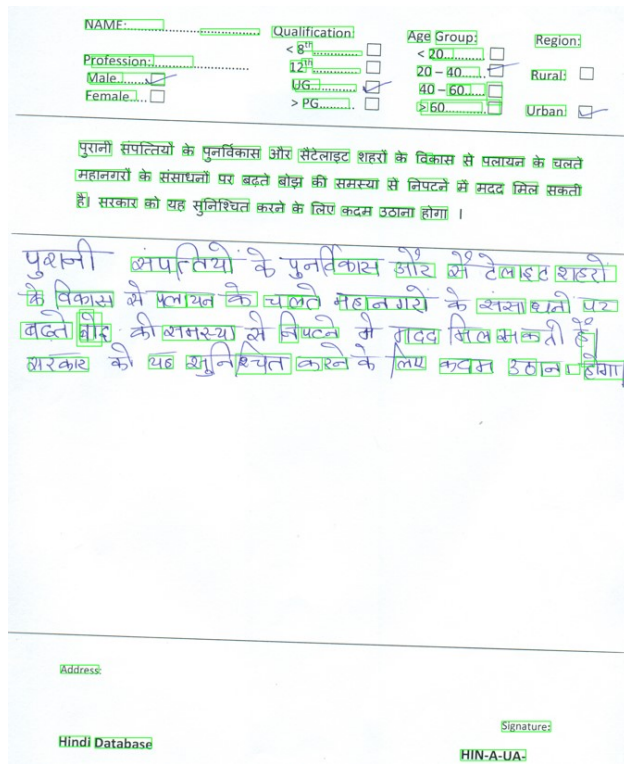 NAME: ......................... Qualification: Age Group: Region:
< 8th ............ < 20...........
Profession:......................... 12th ............ 20 – 40...... Rural:
Male........ UG............ 40 – 60......
Female.... > PG......... > 60........... Urban:
पुरानी संपत्तियों के पुनर्विकास और सैटेलाइट शहरों के विकास से पलायन के चलते
महानगरों के संसाधनों पर बढ़ते बोझ की समस्या से निपटने में मदद मिल सकती
है। सरकार को यह सुनिश्चित करने के लिए कदम उठाना होगा ।
पुरानी संपत्तियों के पुनर्विकास और सैटेलाइट शहरों
के विकास से पलायन के चलते महानगरों के संसाधनो पर
बढते बोझ की समस्या से निपटने मे मदद मिल सकती है।
सरकार को यह सुनिश्चित करने के लिए कदम उठाना होगा
Address:
Signature:
Hindi Database
HIN-A-UA-